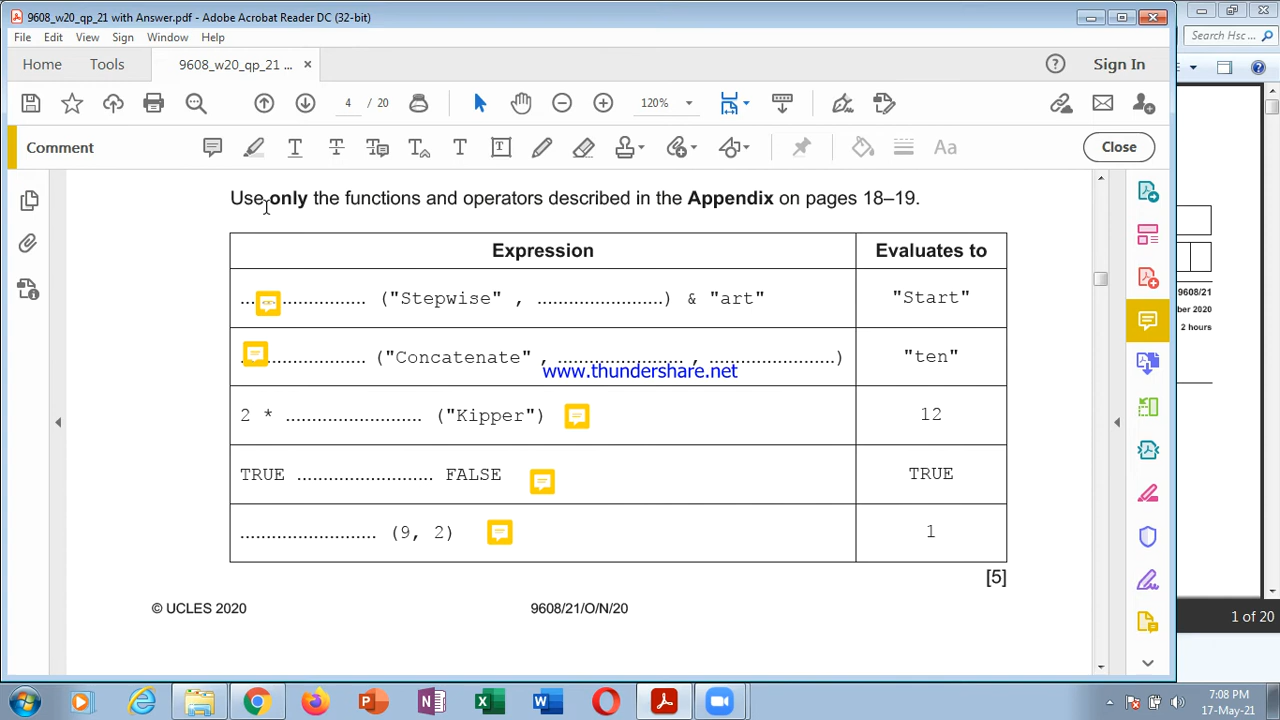 9608_w20_qp_21 with Answer.pdf - Adobe Acrobat Reader DC (32-bit)
File Edit View Sign Window Help
Search Hsc
Home Tools 9608_w20_qp_21 ... × Sign In
4 / 20 120%
Comment Close
Use only the functions and operators described in the Appendix on pages 18–19.
Expression Evaluates to
.......................... ("Stepwise" , ........................) & "art" "Start"
.......................... ("Concatenate" , ........................ , ........................) "ten"
www.thundershare.net
2 * .......................... ("Kipper") 12
TRUE .......................... FALSE TRUE
.......................... (9, 2) 1
[5]
© UCLES 2020 9608/21/O/N/20
9608/21
ber 2020
2 hours
1 of 20
7:08 PM
17-May-21